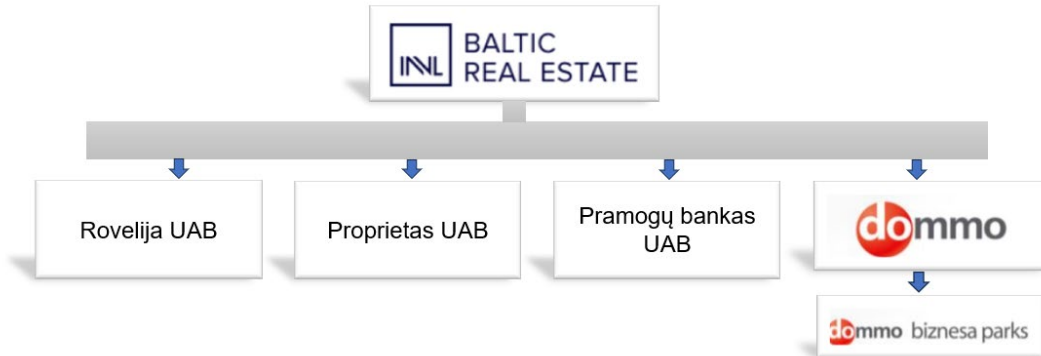 INVL BALTIC
REAL ESTATE
Rovelija UAB
Proprietas UAB
Pramogų bankas
UAB
dommo
dommo biznesa parks